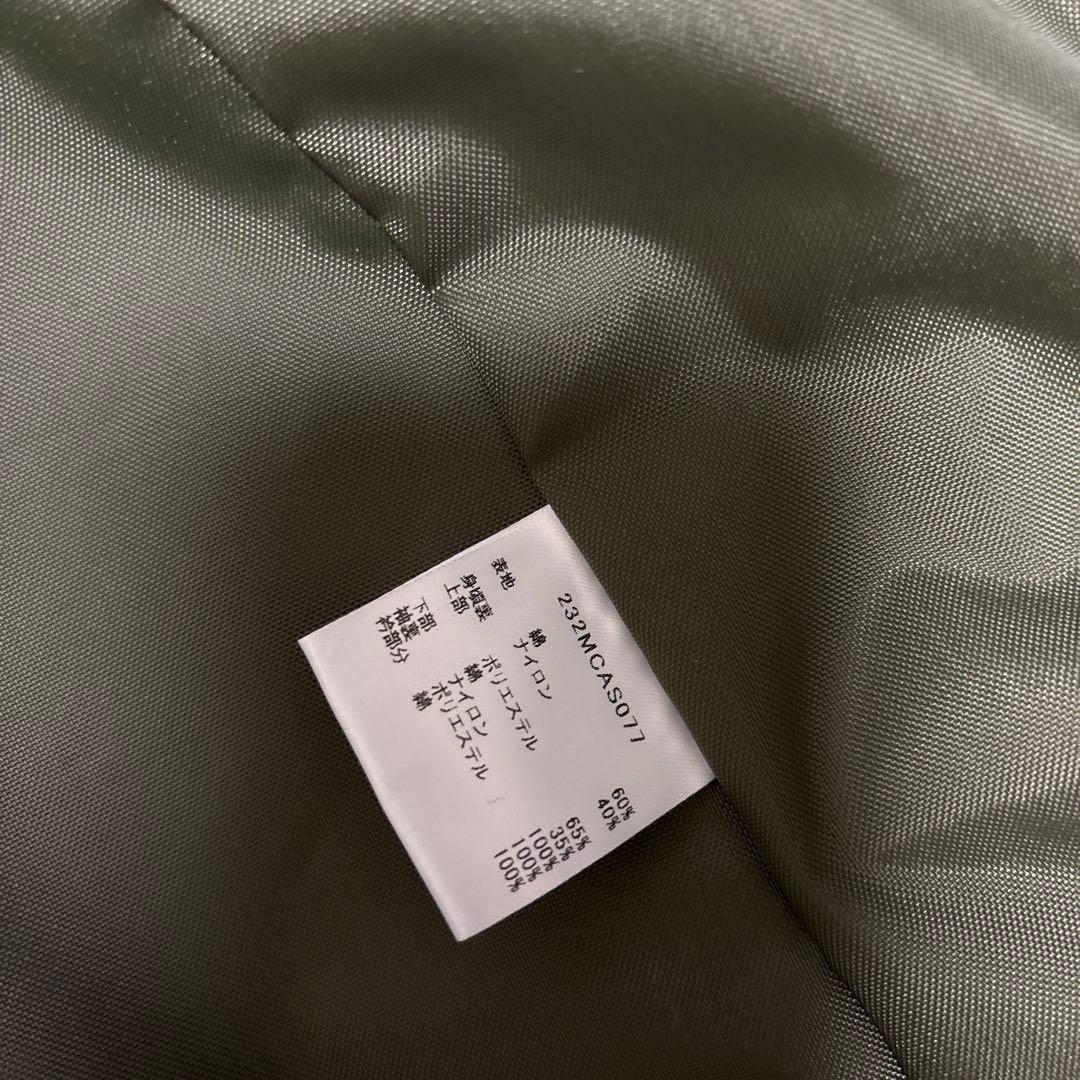 232MCAS077
表地 綿 60%
ナイロン 40%
身頃裏
上部 ポリエステル 65%
綿 35%
下部 ナイロン 100%
袖裏 ポリエステル 100%
衿部分 綿 100%